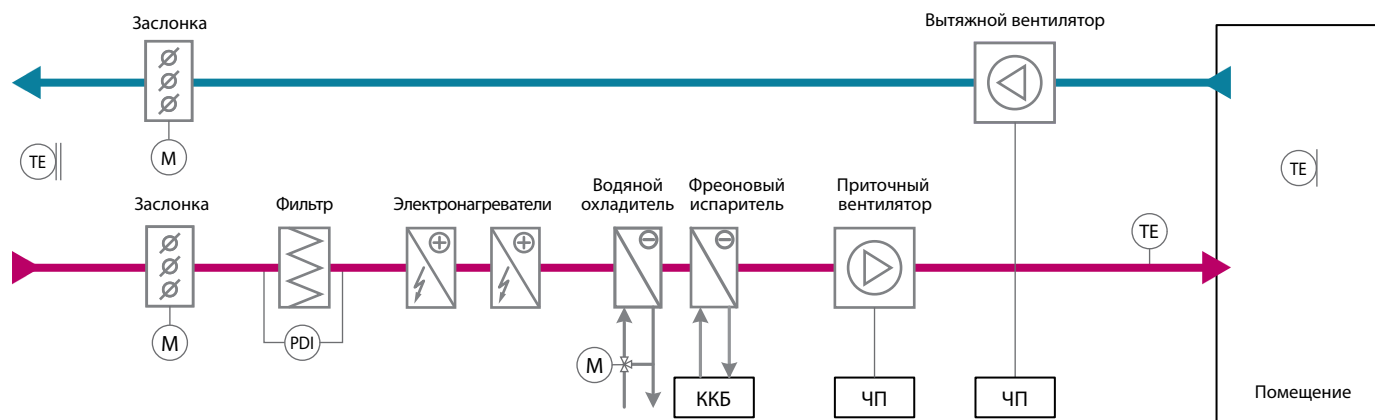 Заслонка
Вытяжной вентилятор
M
TE
TE
Заслонка
Фильтр
Электронагреватели
Водяной
охладитель
Фреоновый
испаритель
Приточный
вентилятор
TE
M
PDI
M
ККБ
ЧП
ЧП
Помещение